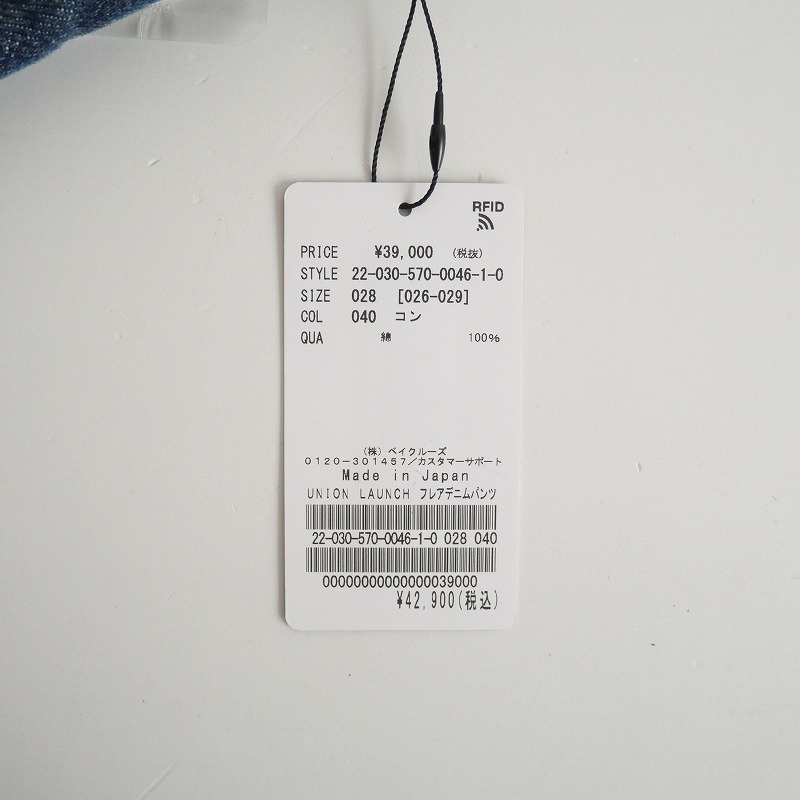 RFID
PRICE ¥39,000 (税抜)
STYLE 22-030-570-0046-1-0
SIZE 028 [026-029]
COL 040 コン
QUA 綿 100%
(株) ベイクルーズ
0120-301457/カスタマーサポート
Made in Japan
UNION LAUNCH フレアデニムパンツ
22-030-570-0046-1-0 028 040
00000000000000039000
¥42,900(税込)